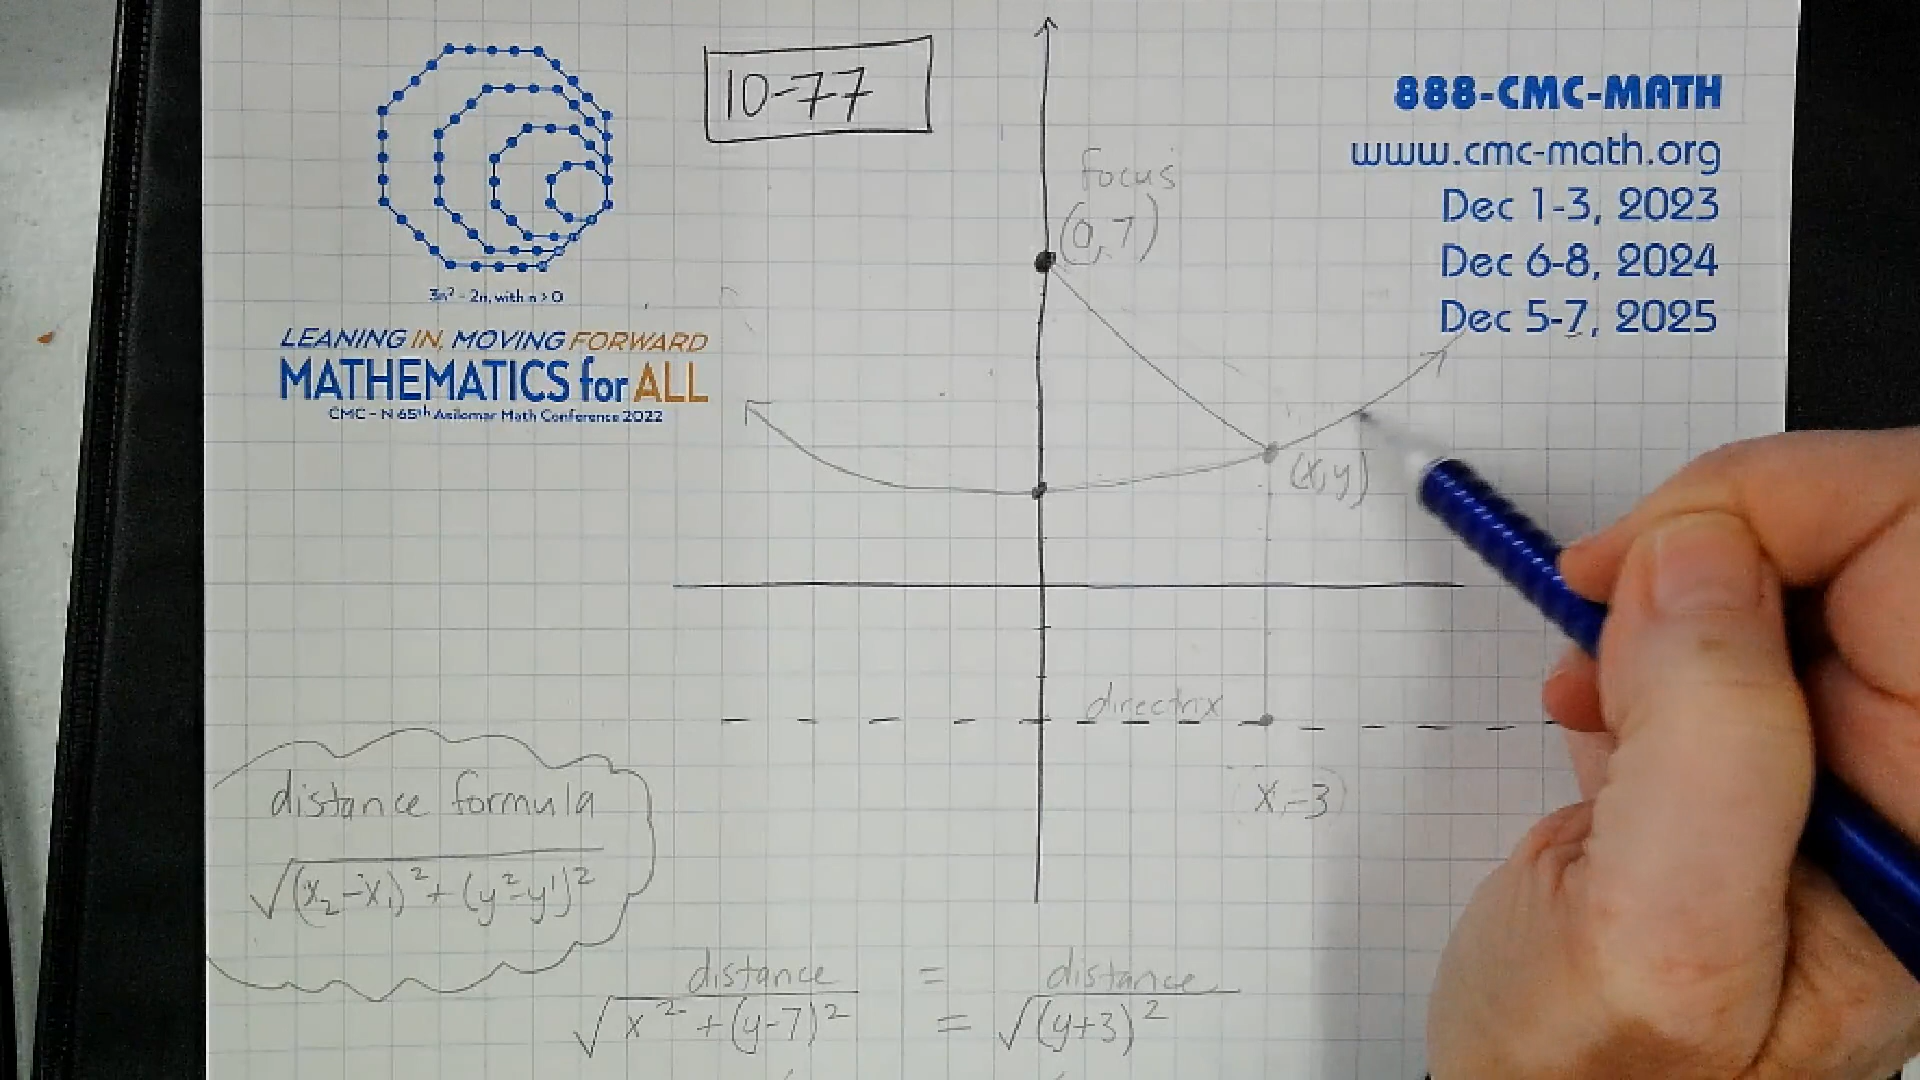 10-77
888-CMC-MATH
www.cmc-math.org
Dec 1-3, 2023
Dec 6-8, 2024
Dec 5-7, 2025
3n² - 2n, with n > 0
LEANING IN, MOVING FORWARD
MATHEMATICS for ALL
CMC - N 65th Asilomar Math Conference 2022
focus
(0,7)
(x,y)
directrix
x,-3
distance formula
√(x₂-x₁)²+(y²-y¹)²
distance = distance
√x²+(y-7)² = √(y+3)²